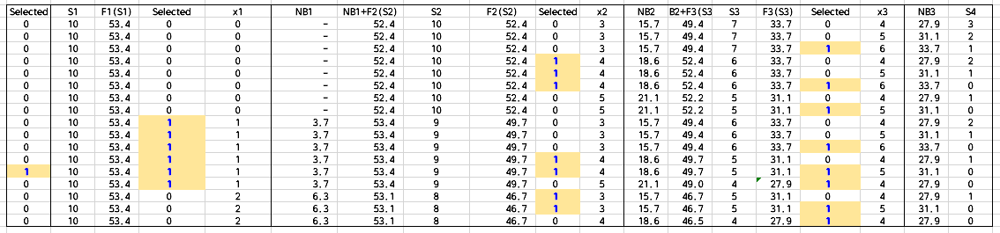 Selected S1 F1(S1) Selected x1 NB1 NB1+F2(S2) S2 F2(S2) Selected x2 NB2 B2+F3(S3 S3 F3(S3) Selected x3 NB3 S4
0 10 53.4 0 0 - 52.4 10 52.4 0 3 15.7 49.4 7 33.7 0 4 27.9 3
0 10 53.4 0 0 - 52.4 10 52.4 0 3 15.7 49.4 7 33.7 0 5 31.1 2
0 10 53.4 0 0 - 52.4 10 52.4 0 3 15.7 49.4 7 33.7 1 6 33.7 1
0 10 53.4 0 0 - 52.4 10 52.4 1 4 18.6 52.4 6 33.7 0 4 27.9 2
0 10 53.4 0 0 - 52.4 10 52.4 1 4 18.6 52.4 6 33.7 0 5 31.1 1
0 10 53.4 0 0 - 52.4 10 52.4 1 4 18.6 52.4 6 33.7 1 6 33.7 0
0 10 53.4 0 0 - 52.4 10 52.4 0 5 21.1 52.2 5 31.1 0 4 27.9 1
0 10 53.4 0 0 - 52.4 10 52.4 0 5 21.1 52.2 5 31.1 1 5 31.1 0
0 10 53.4 1 1 3.7 53.4 9 49.7 0 3 15.7 49.4 6 33.7 0 4 27.9 2
0 10 53.4 1 1 3.7 53.4 9 49.7 0 3 15.7 49.4 6 33.7 0 5 31.1 1
0 10 53.4 1 1 3.7 53.4 9 49.7 0 3 15.7 49.4 6 33.7 1 6 33.7 0
0 10 53.4 1 1 3.7 53.4 9 49.7 1 4 18.6 49.7 5 31.1 0 4 27.9 1
1 10 53.4 1 1 3.7 53.4 9 49.7 1 4 18.6 49.7 5 31.1 1 5 31.1 0
0 10 53.4 1 1 3.7 53.4 9 49.7 0 5 21.1 49.0 4 27.9 1 4 27.9 0
0 10 53.4 0 2 6.3 53.1 8 46.7 1 3 15.7 46.7 5 31.1 0 4 27.9 1
0 10 53.4 0 2 6.3 53.1 8 46.7 1 3 15.7 46.7 5 31.1 1 5 31.1 0
0 10 53.4 0 2 6.3 53.1 8 46.7 0 4 18.6 46.5 4 27.9 1 4 27.9 0